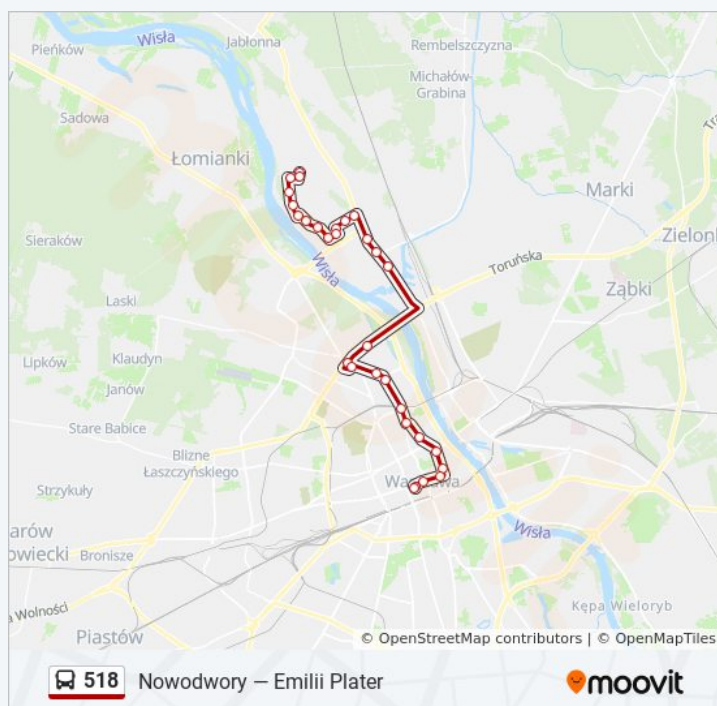 Pieńków
Wisła
Jabłonna
Rembelszczyzna
Michałów-
Grabina
Sadowa
Łomianki
Marki
Sieraków
Wisła
Toruńska
Zielonk
Ząbki
Laski
Lipków
Klaudyn
Janów
Stare Babice
Blizne
Łaszczyńskiego
Strzykuły
Warszawa
arów
owiecki
Bronisze
Wisła
a Wolności
Kępa Wieloryb
Piastów
© OpenStreetMap contributors | © OpenMapTiles
518 Nowodwory — Emilii Plater
moovit